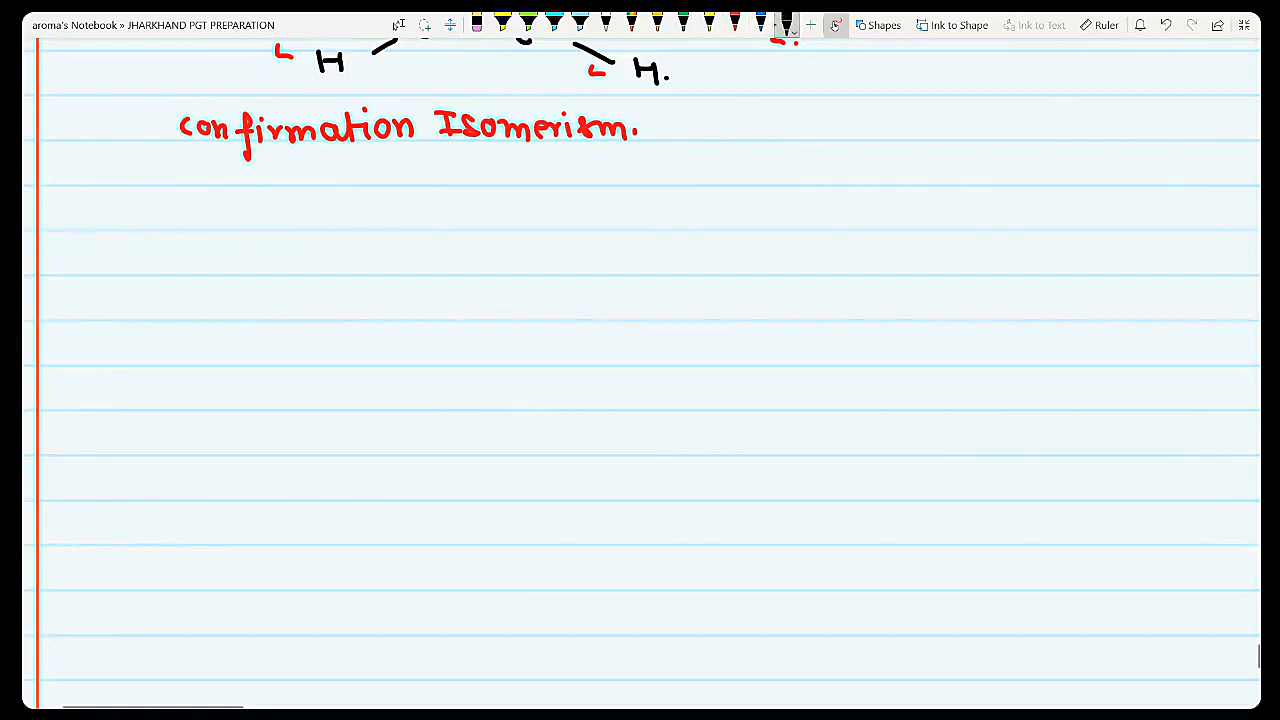 aroma's Notebook » JHARKHAND PGT PREPARATION
Shapes
Ink to Shape
Ink to Text
Ruler
H
H.
confirmation Isomerism.